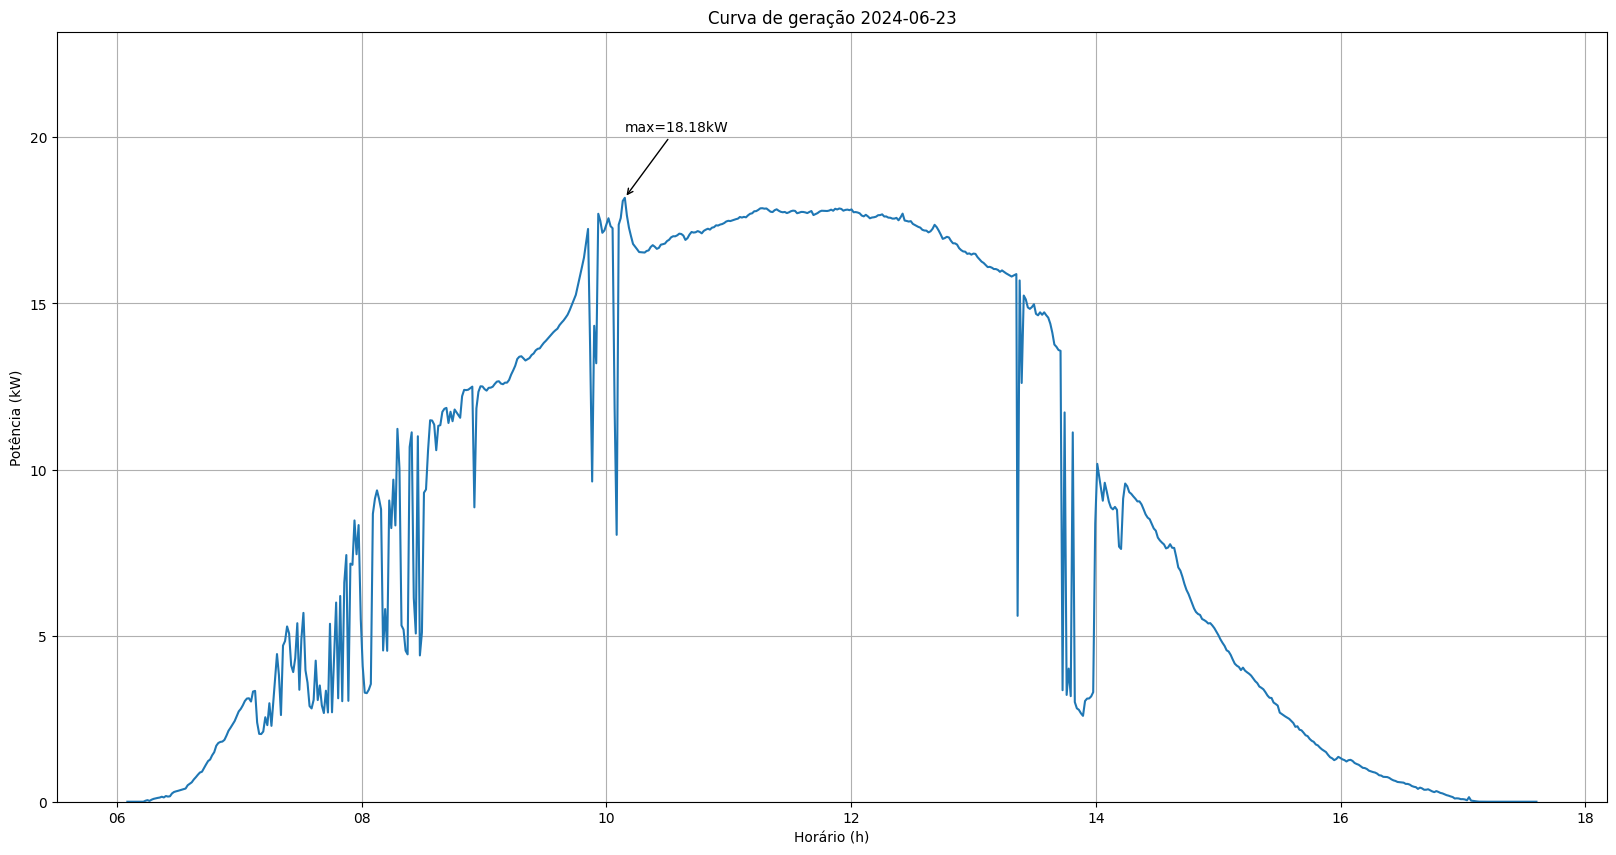 Curva de geração 2024-06-23
max=18.18kW
20
15
10
5
0
Potência (kW)
06 08 10 12 14 16 18
Horário (h)